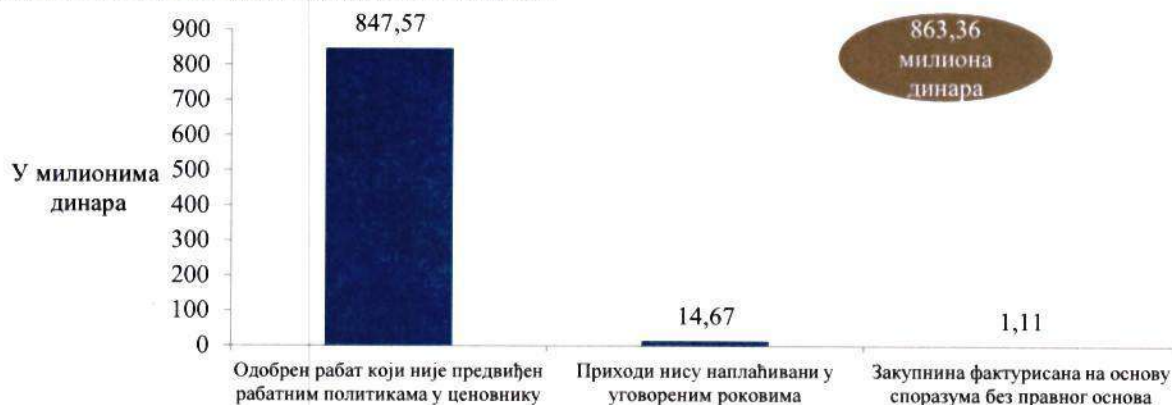 900
800
700
600
500
400
300
200
100
0
У милионима
динара
847,57
14,67
1,11
863,36
милиона
динара
Одобрен рабат који није предвиђен
рабатним политикама у ценовнику
Приходи нису наплаћивани у
уговореним роковима
Закупнина фактурисана на основу
споразума без правног основа